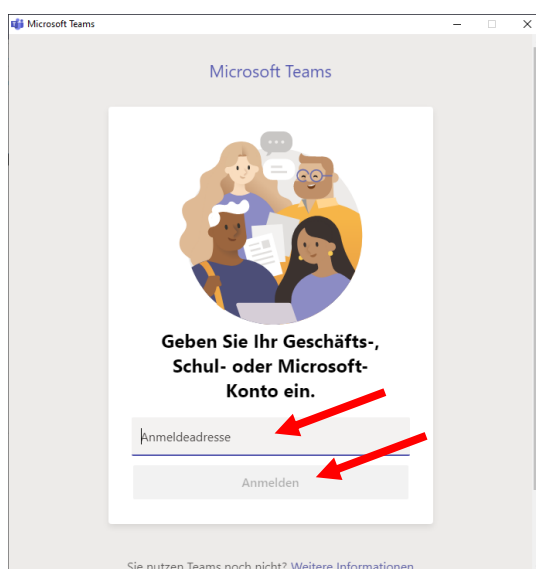 Microsoft Teams
Microsoft Teams
Geben Sie Ihr Geschäfts-,
Schul- oder Microsoft-
Konto ein.
Anmeldeadresse
Anmelden
Sie nutzen Teams noch nicht? Weitere Informationen